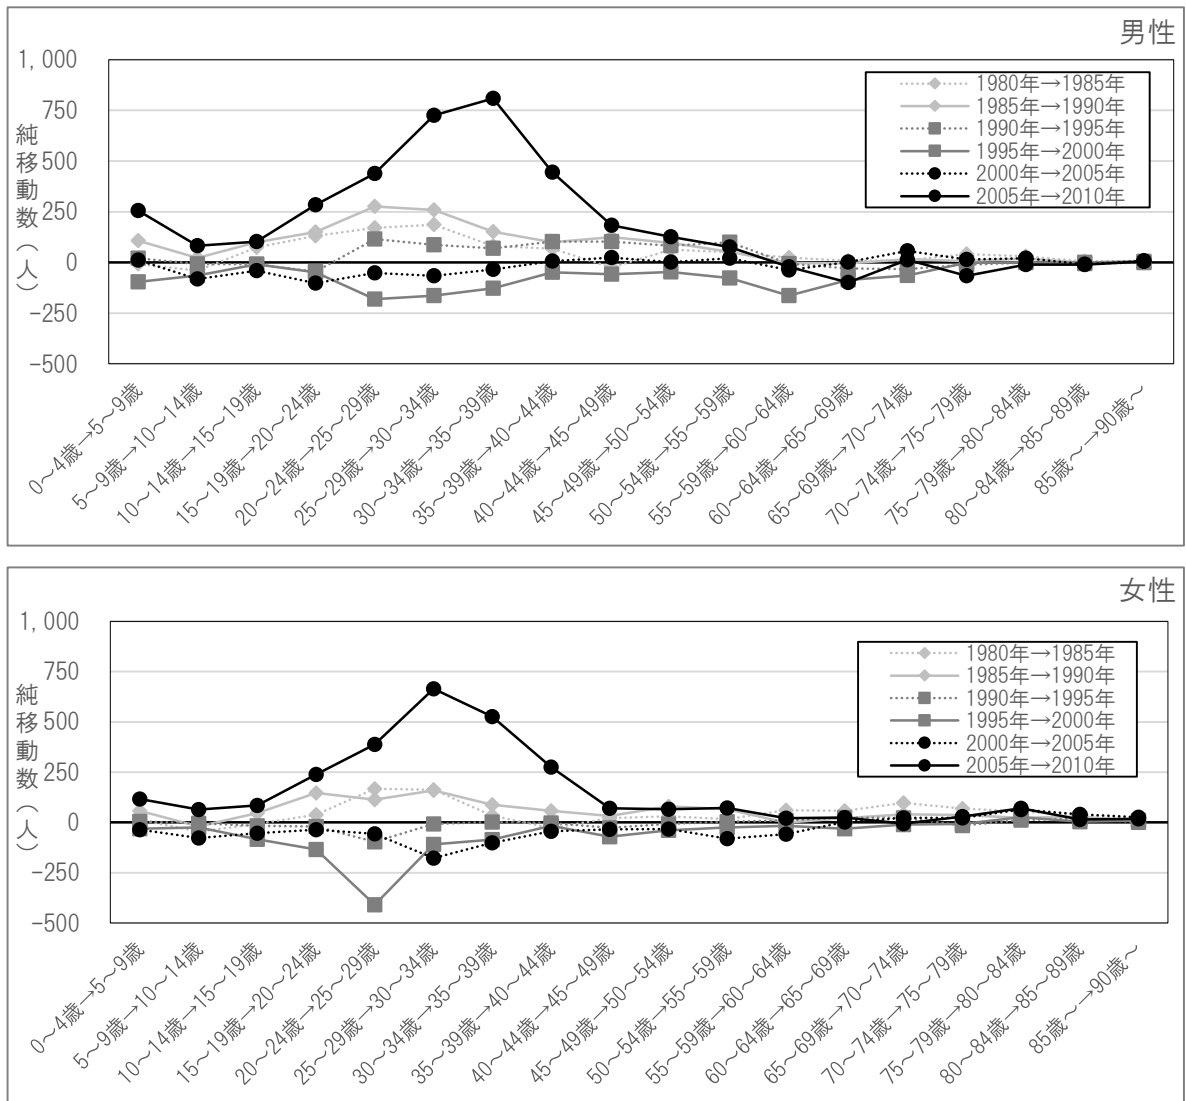 男性
1,000
750
500
250
0
-250
-500
純移動数（人）
1980年→1985年
1985年→1990年
1990年→1995年
1995年→2000年
2000年→2005年
2005年→2010年
0～4歳→5～9歳
5～9歳→10～14歳
10～14歳→15～19歳
15～19歳→20～24歳
20～24歳→25～29歳
25～29歳→30～34歳
30～34歳→35～39歳
35～39歳→40～44歳
40～44歳→45～49歳
45～49歳→50～54歳
50～54歳→55～59歳
55～59歳→60～64歳
60～64歳→65～69歳
65～69歳→70～74歳
70～74歳→75～79歳
75～79歳→80～84歳
80～84歳→85～89歳
85歳～→90歳～
女性
1,000
750
500
250
0
-250
-500
純移動数（人）
1980年→1985年
1985年→1990年
1990年→1995年
1995年→2000年
2000年→2005年
2005年→2010年
0～4歳→5～9歳
5～9歳→10～14歳
10～14歳→15～19歳
15～19歳→20～24歳
20～24歳→25～29歳
25～29歳→30～34歳
30～34歳→35～39歳
35～39歳→40～44歳
40～44歳→45～49歳
45～49歳→50～54歳
50～54歳→55～59歳
55～59歳→60～64歳
60～64歳→65～69歳
65～69歳→70～74歳
70～74歳→75～79歳
75～79歳→80～84歳
80～84歳→85～89歳
85歳～→90歳～